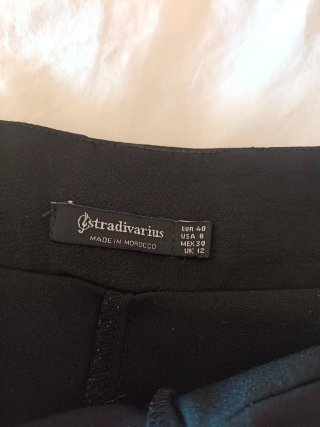 stradivarius
MADE IN MOROCCO
EUR 40
USA 8
MEX 30
UK 12